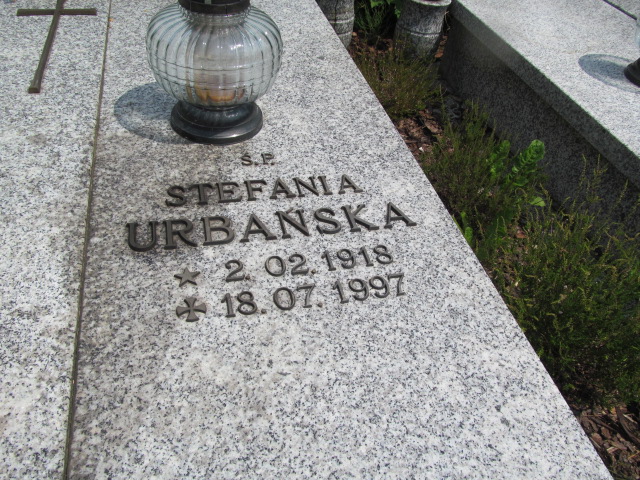 Ś.P.
STEFANIA
URBAŃSKA
2.02.1918
18.07.1997